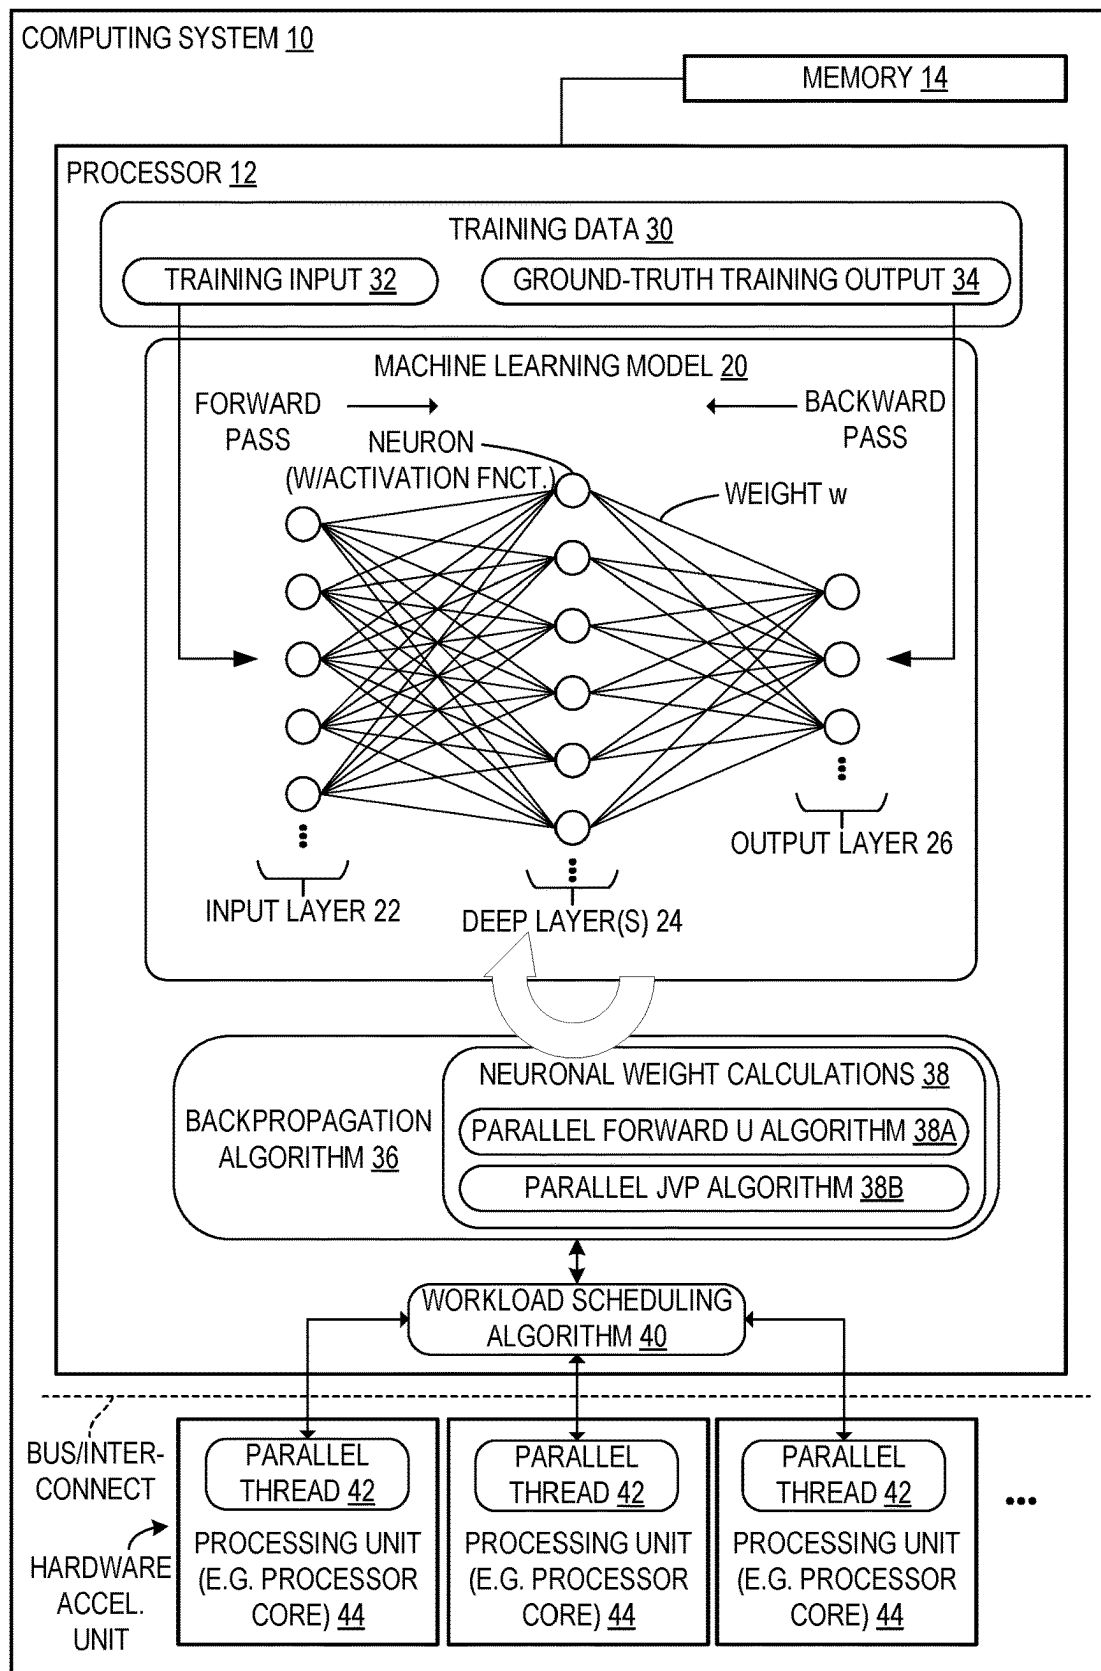 COMPUTING SYSTEM 10
MEMORY 14
PROCESSOR 12
TRAINING DATA 30
TRAINING INPUT 32
GROUND-TRUTH TRAINING OUTPUT 34
MACHINE LEARNING MODEL 20
FORWARD
PASS
BACKWARD
PASS
NEURON
(W/ACTIVATION FNCT.)
WEIGHT w
OUTPUT LAYER 26
INPUT LAYER 22
DEEP LAYER(S) 24
NEURONAL WEIGHT CALCULATIONS 38
BACKPROPAGATION
ALGORITHM 36
PARALLEL FORWARD U ALGORITHM 38A
PARALLEL JVP ALGORITHM 38B
WORKLOAD SCHEDULING
ALGORITHM 40
BUS/INTER-
CONNECT
HARDWARE
ACCEL.
UNIT
PARALLEL
THREAD 42
PROCESSING UNIT
(E.G. PROCESSOR
CORE) 44
PARALLEL
THREAD 42
PROCESSING UNIT
(E.G. PROCESSOR
CORE) 44
PARALLEL
THREAD 42
PROCESSING UNIT
(E.G. PROCESSOR
CORE) 44